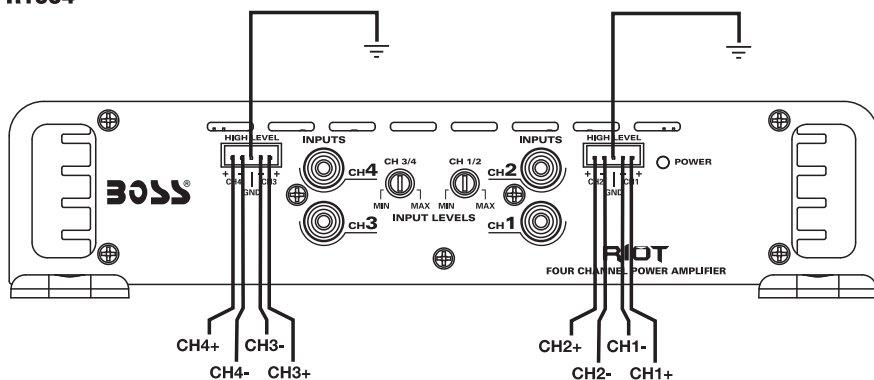 HIGH LEVEL
INPUTS
+ - - +
CH4 CH3
GND
CH4
CH3
CH 3/4
MIN MAX
CH 1/2
MIN MAX
INPUT LEVELS
INPUTS
CH2
CH1
HIGH LEVEL
+ - - +
CH2 CH1
GND
POWER
BOSS®
RIOT
FOUR CHANNEL POWER AMPLIFIER
CH4+ CH3-
CH4- CH3+
CH2+ CH1-
CH2- CH1+